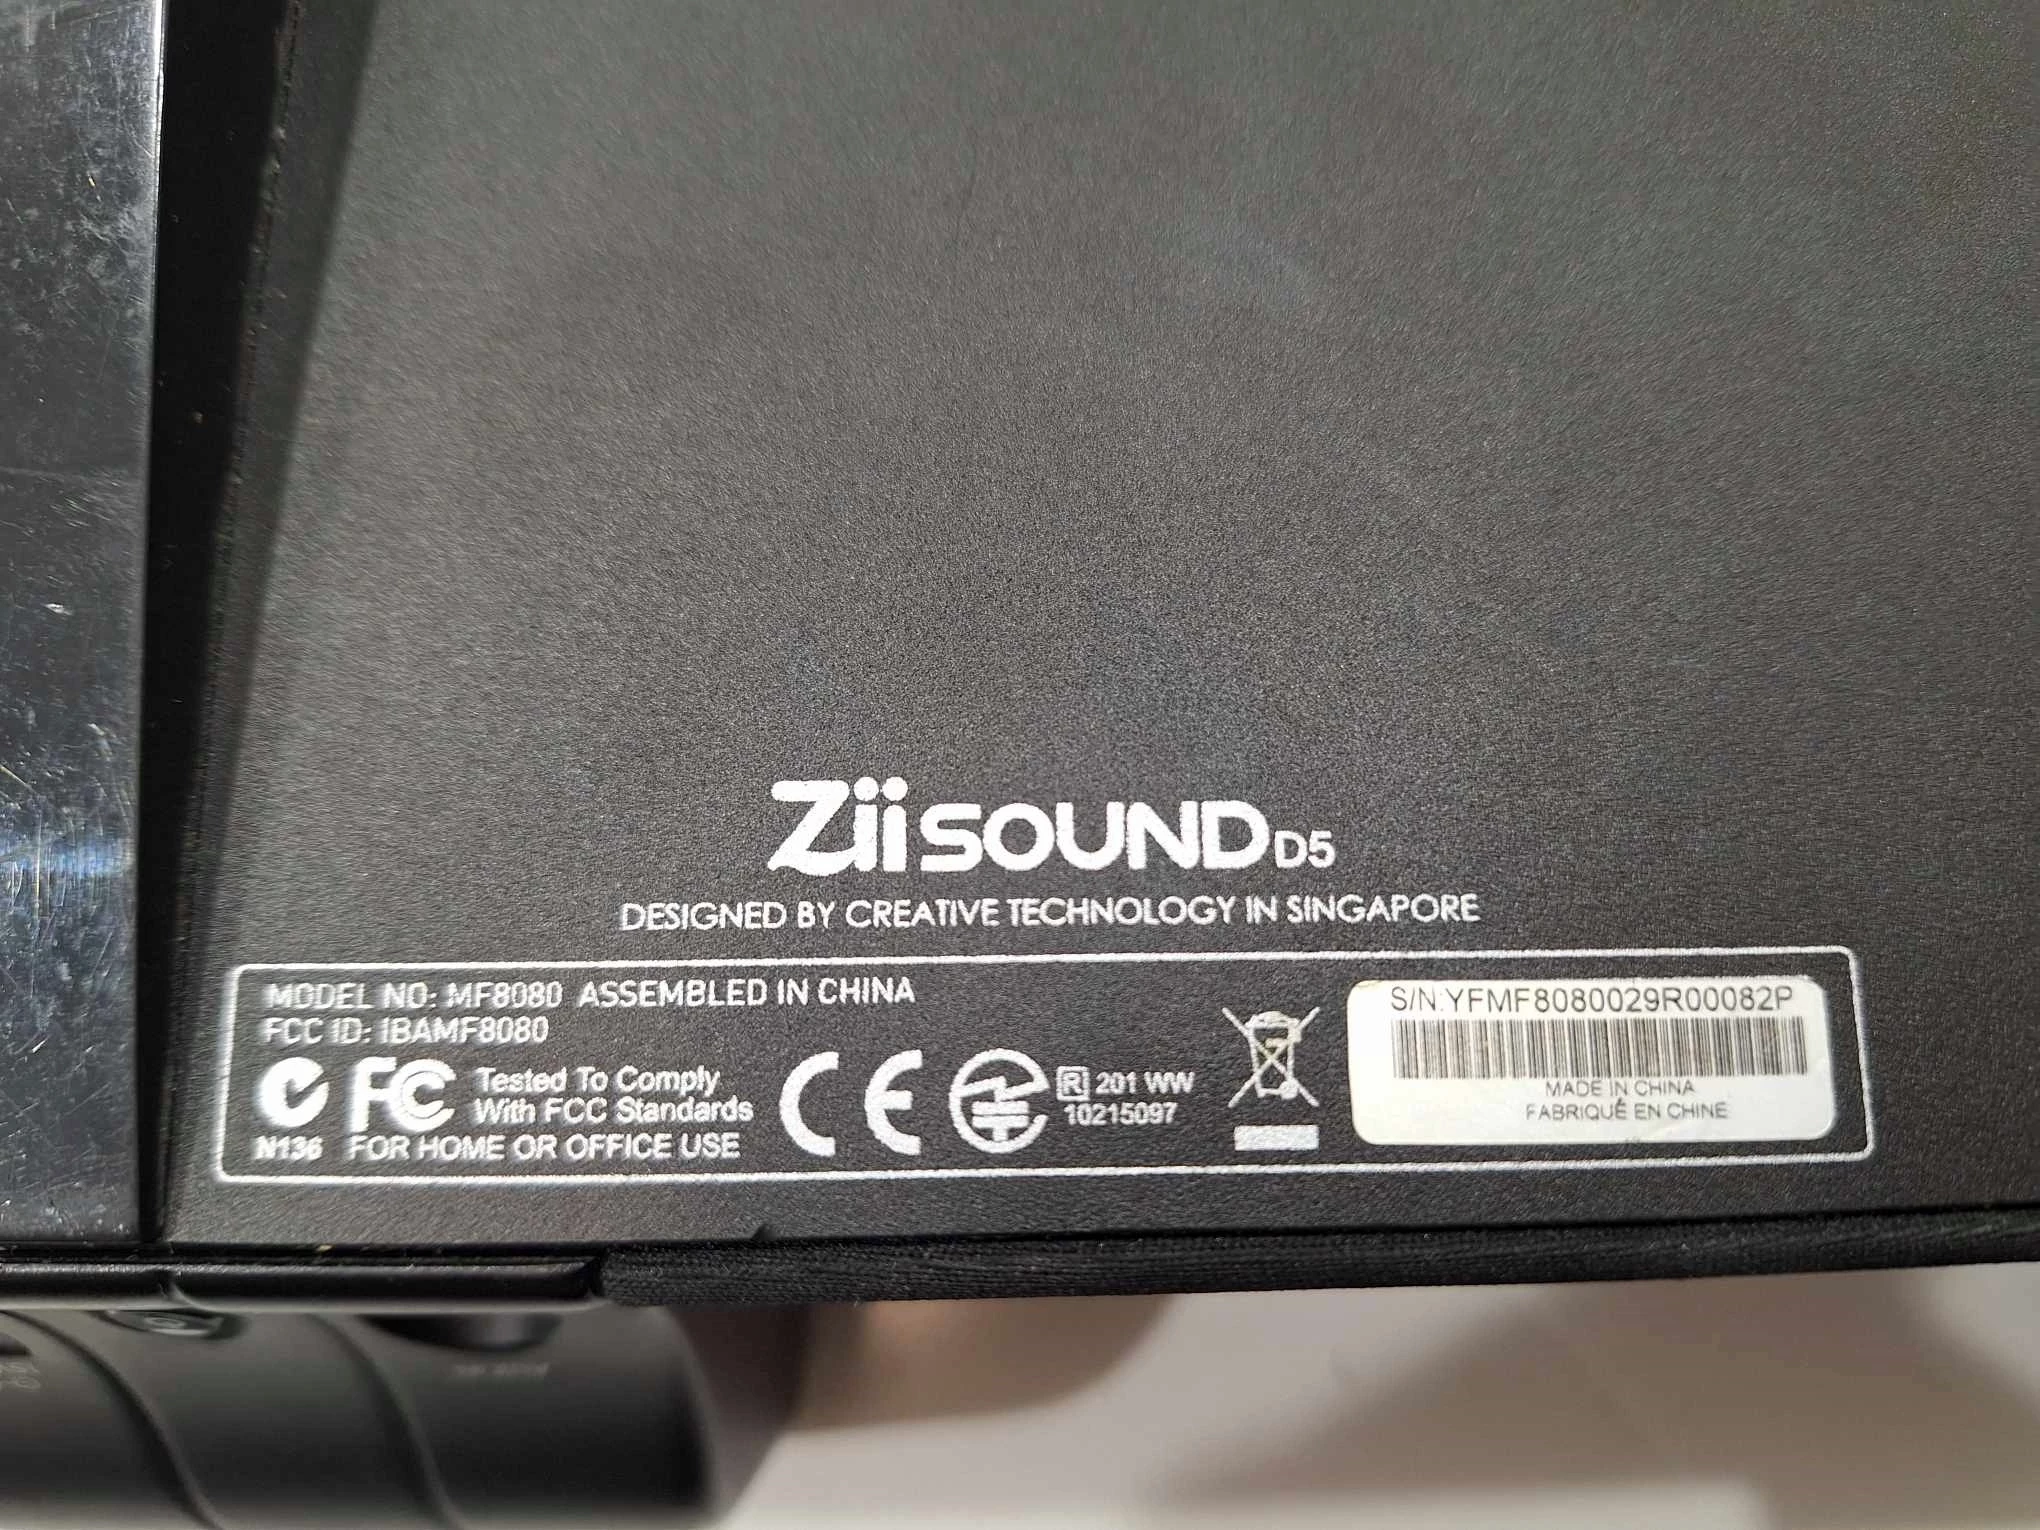 ZiiSOUND D5
DESIGNED BY CREATIVE TECHNOLOGY IN SINGAPORE
MODEL NO: MF8080 ASSEMBLED IN CHINA
FCC ID: IBAMF8080
FC Tested To Comply
With FCC Standards
N136 FOR HOME OR OFFICE USE
CE
R 201 WW
10215097
S/N:YFMF8080029R00082P
MADE IN CHINA
FABRIQUÉ EN CHINE